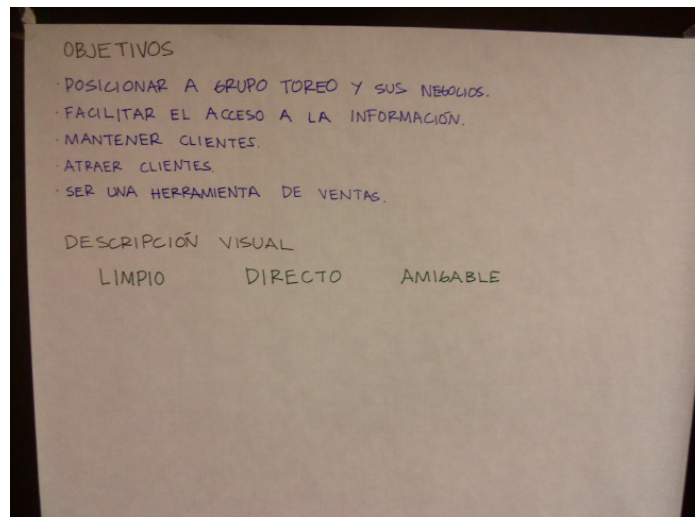 OBJETIVOS
· POSICIONAR A GRUPO TOREO Y SUS NEGOCIOS.
· FACILITAR EL ACCESO A LA INFORMACIÓN.
· MANTENER CLIENTES.
· ATRAER CLIENTES.
· SER UNA HERRAMIENTA DE VENTAS.
DESCRIPCIÓN VISUAL
LIMPIO DIRECTO AMIGABLE